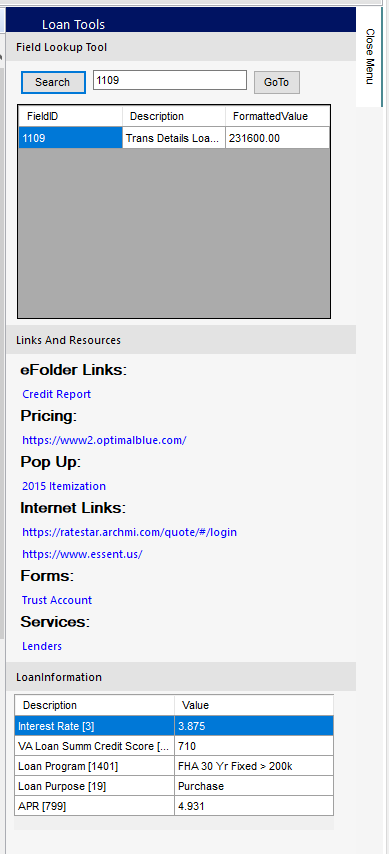 Loan Tools
Close Menu
Field Lookup Tool
Search 1109 GoTo
FieldID Description FormattedValue
1109 Trans Details Loa... 231600.00
Links And Resources
eFolder Links:
Credit Report
Pricing:
https://www2.optimalblue.com/
Pop Up:
2015 Itemization
Internet Links:
https://ratestar.archmi.com/quote/#/login
https://www.essent.us/
Forms:
Trust Account
Services:
Lenders
LoanInformation
Description Value
Interest Rate [3] 3.875
VA Loan Summ Credit Score [... 710
Loan Program [1401] FHA 30 Yr Fixed > 200k
Loan Purpose [19] Purchase
APR [799] 4.931